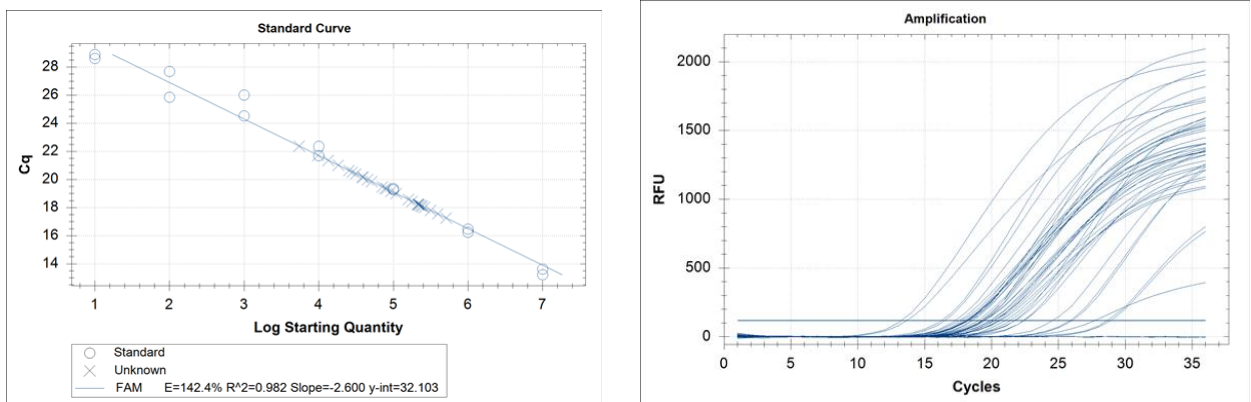 Standard Curve
28
26
24
22
20
18
16
14
Cq
1 2 3 4 5 6 7
Log Starting Quantity
Standard
Unknown
FAM E=142.4% R^2=0.982 Slope=-2.600 y-int=32.103
Amplification
2000
1500
1000
500
0
RFU
0 5 10 15 20 25 30 35
Cycles